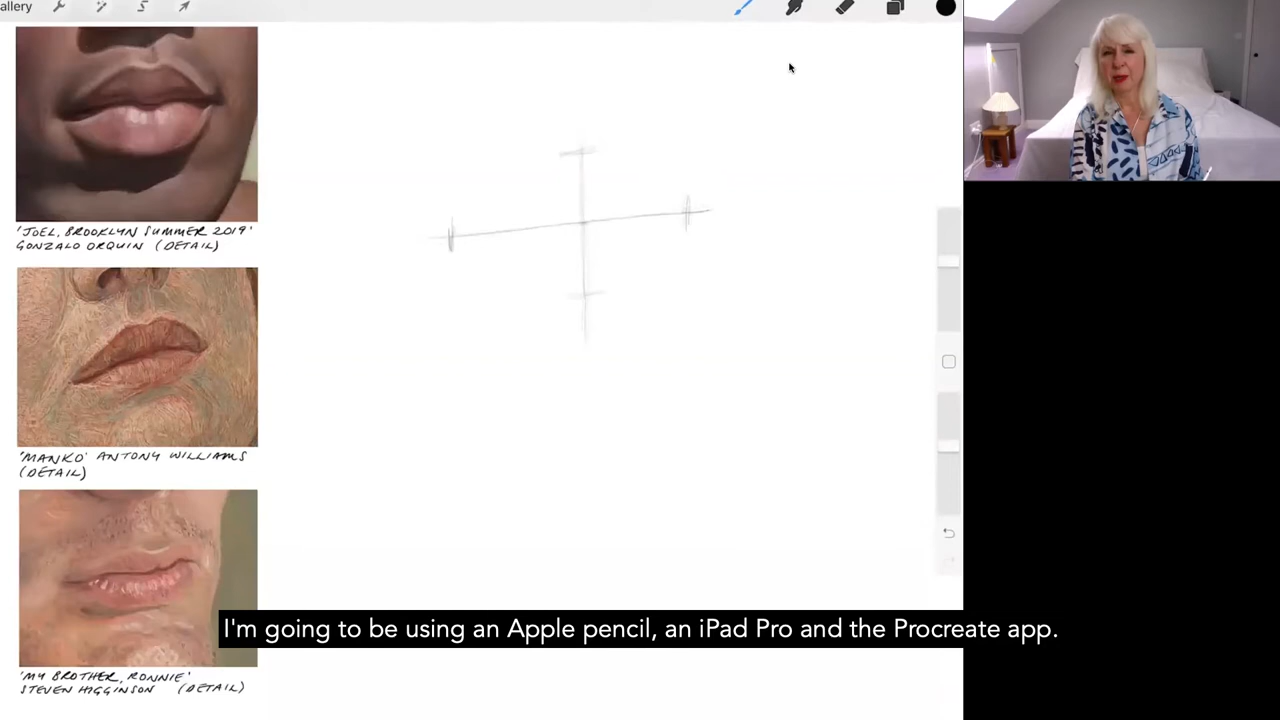 allery
'JOEL, BROOKLYN SUMMER 2019'
GONZALO ORQUIN (DETAIL)
'MANKO' ANTONY WILLIAMS
(DETAIL)
I'm going to be using an Apple pencil, an iPad Pro and the Procreate app.
'MY BROTHER, RONNIE'
STEVEN HIGGINSON (DETAIL)